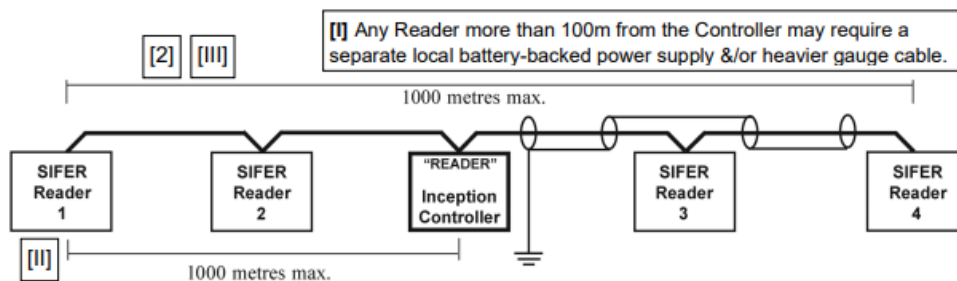 [I] Any Reader more than 100m from the Controller may require a
separate local battery-backed power supply &/or heavier gauge cable.
[2] [III]
1000 metres max.
SIFER
Reader
1
SIFER
Reader
2
"READER"
Inception
Controller
SIFER
Reader
3
SIFER
Reader
4
[II]
1000 metres max.